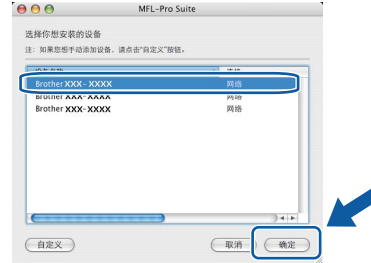 MFL-Pro Suite
选择你想安装的设备
注：如果您想手动添加设备，请点击“自定义”按钮。
Brother XXX-XXXX 网络
Brother XXX-XXXX 网络
Brother XXX-XXXX 网络
自定义 取消 确定